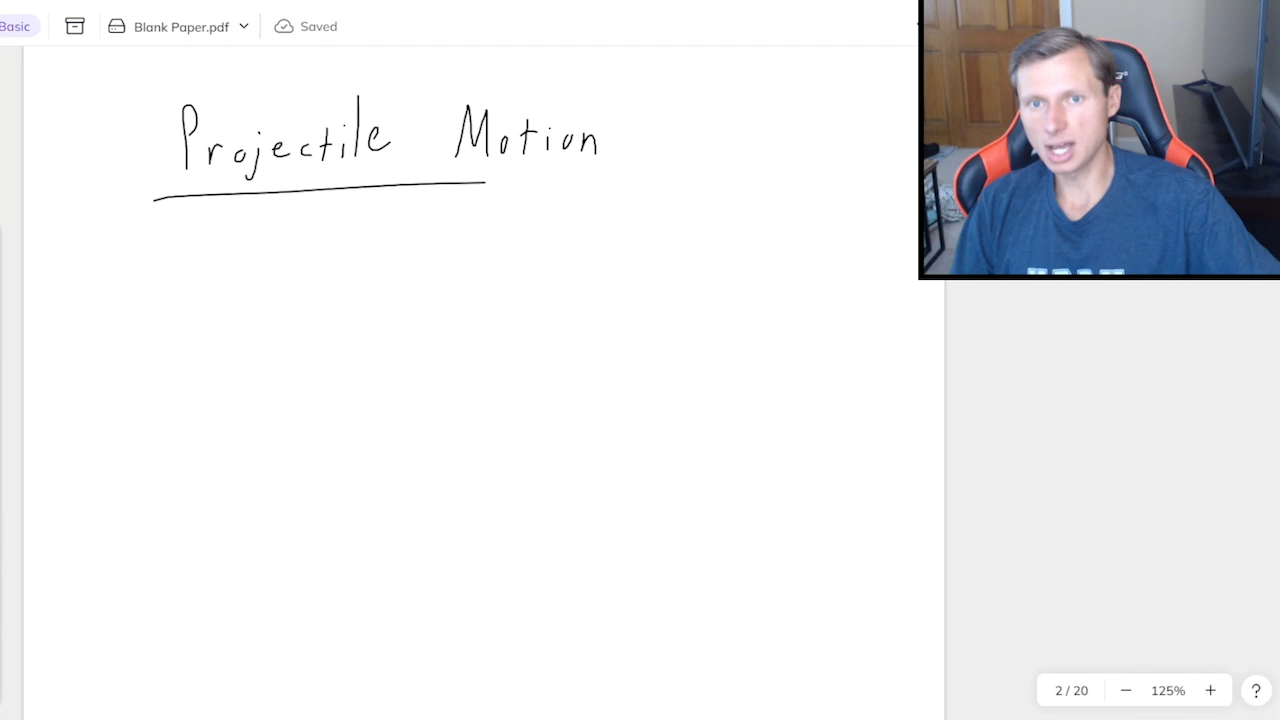 Basic
Blank Paper.pdf
Saved
Projectile Motion
2 / 20
125%
?